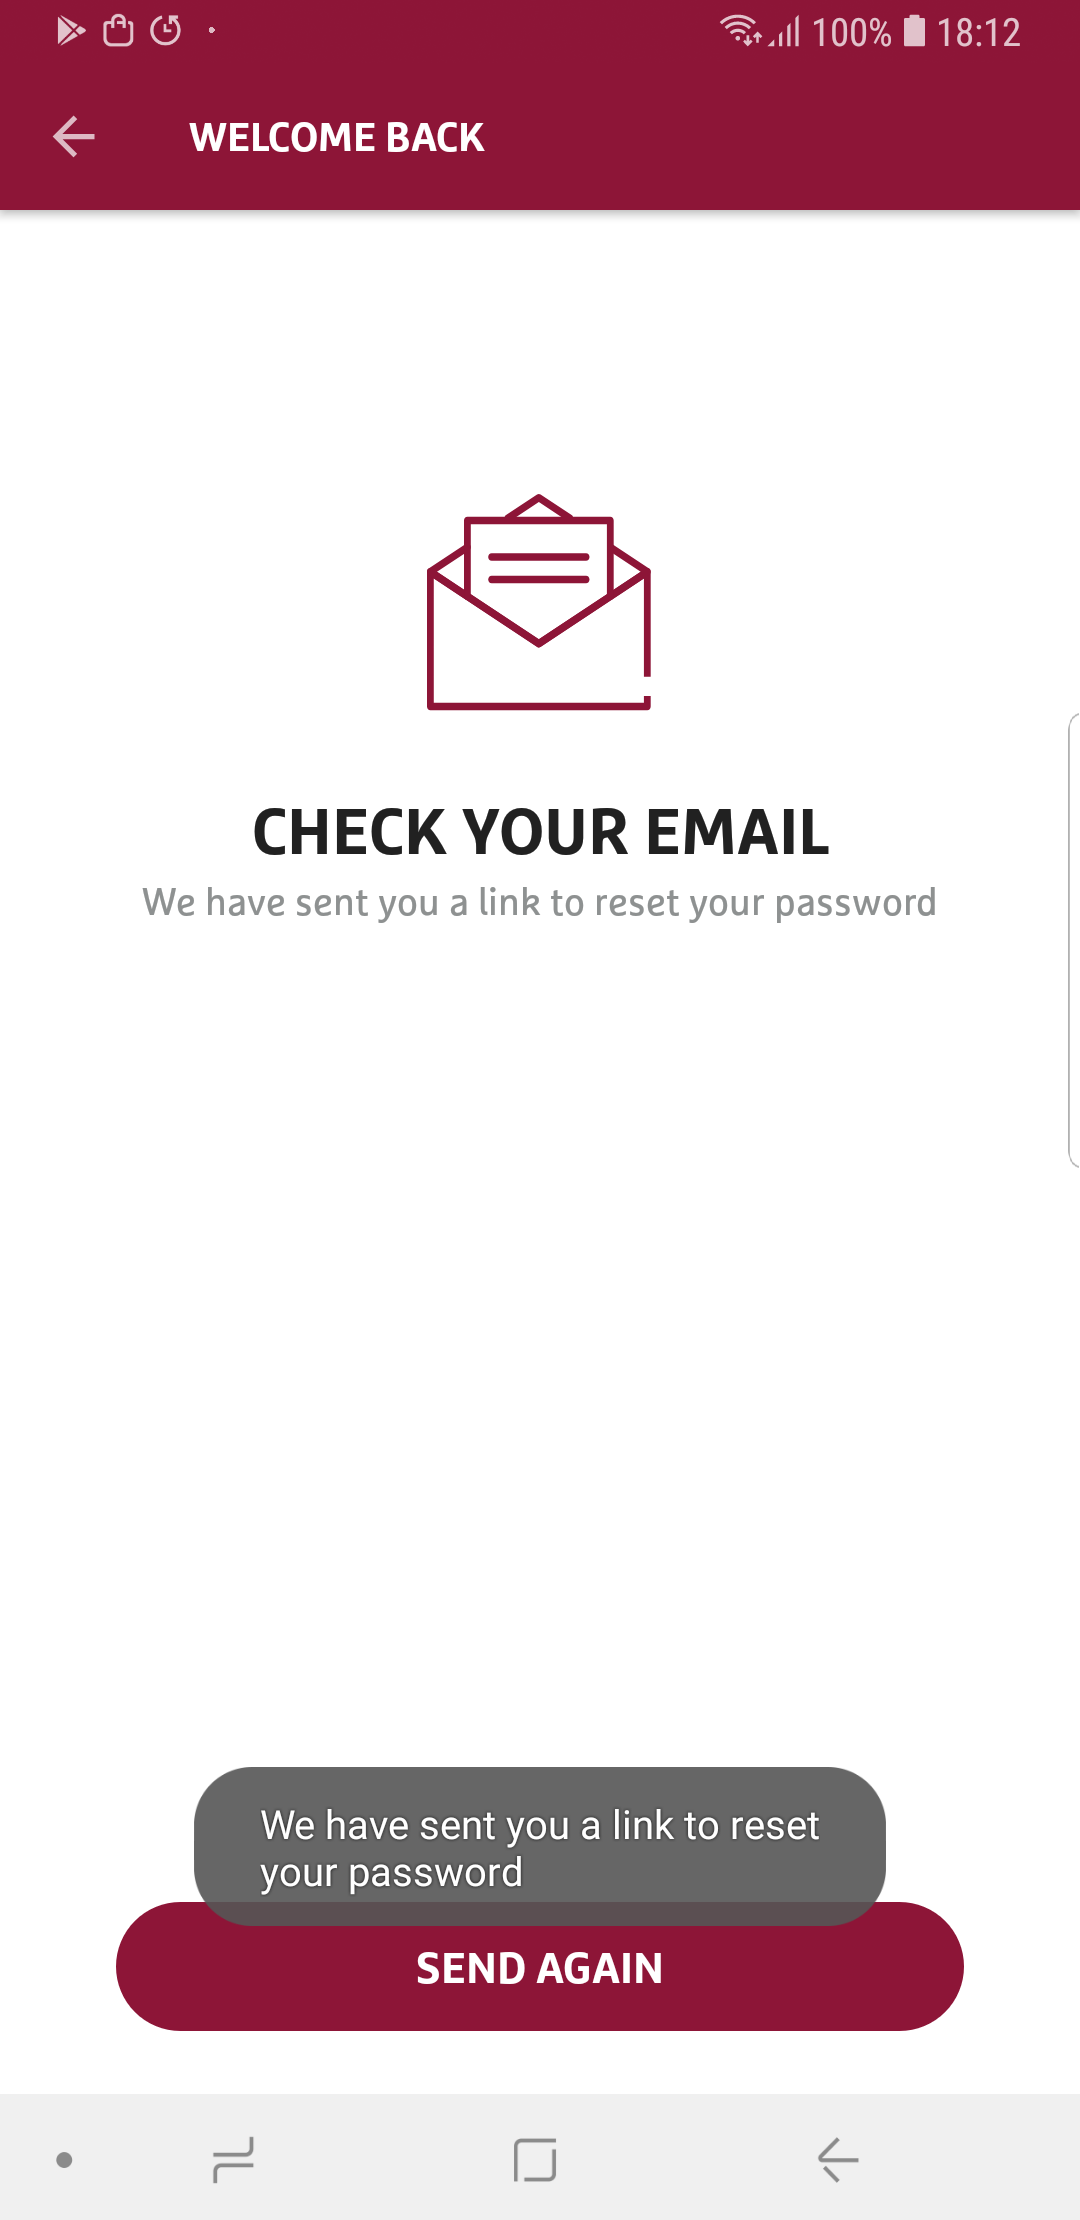 100% 18:12
WELCOME BACK
CHECK YOUR EMAIL
We have sent you a link to reset your password
We have sent you a link to reset
your password
SEND AGAIN